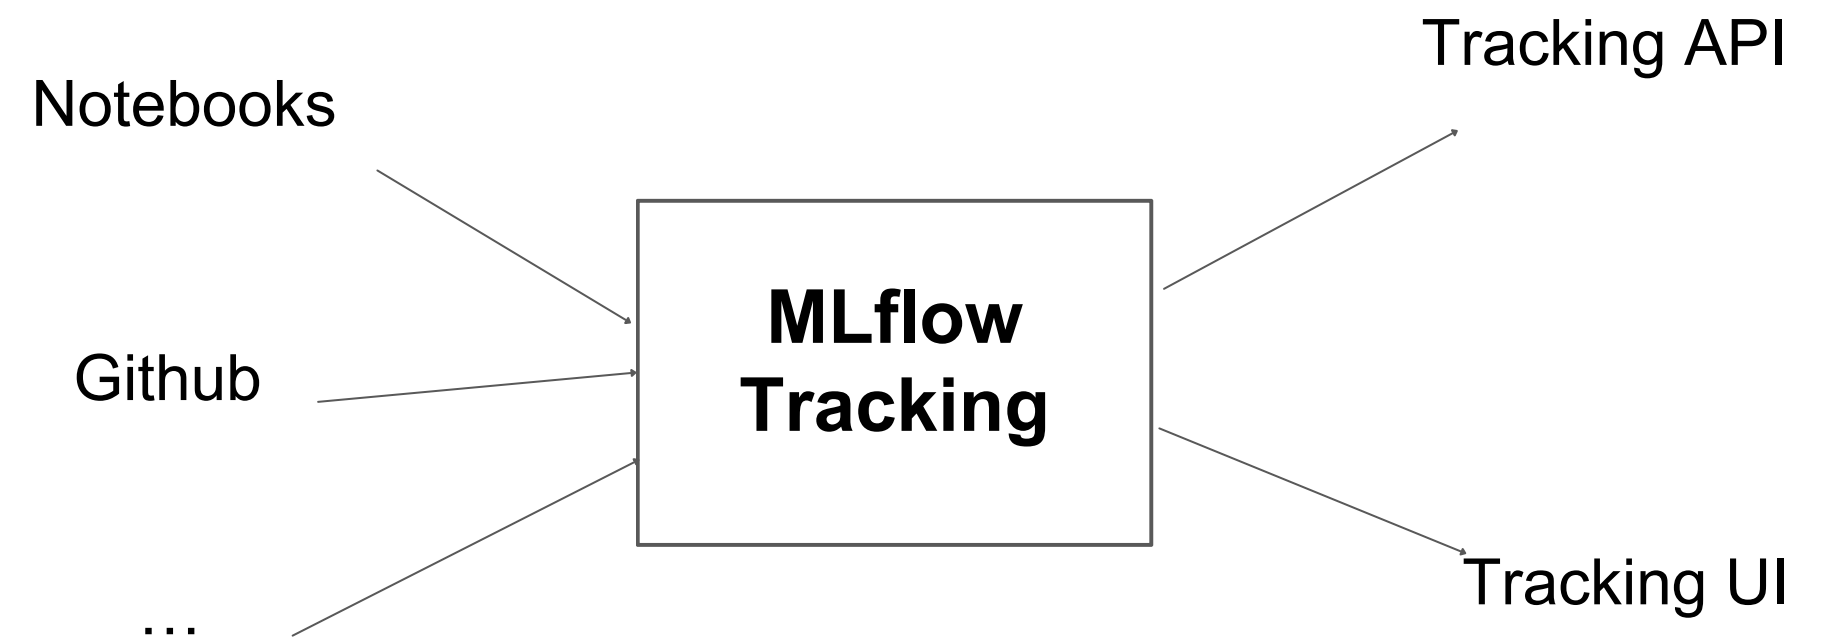 Notebooks
Github
…
MLflow
Tracking
Tracking API
Tracking UI